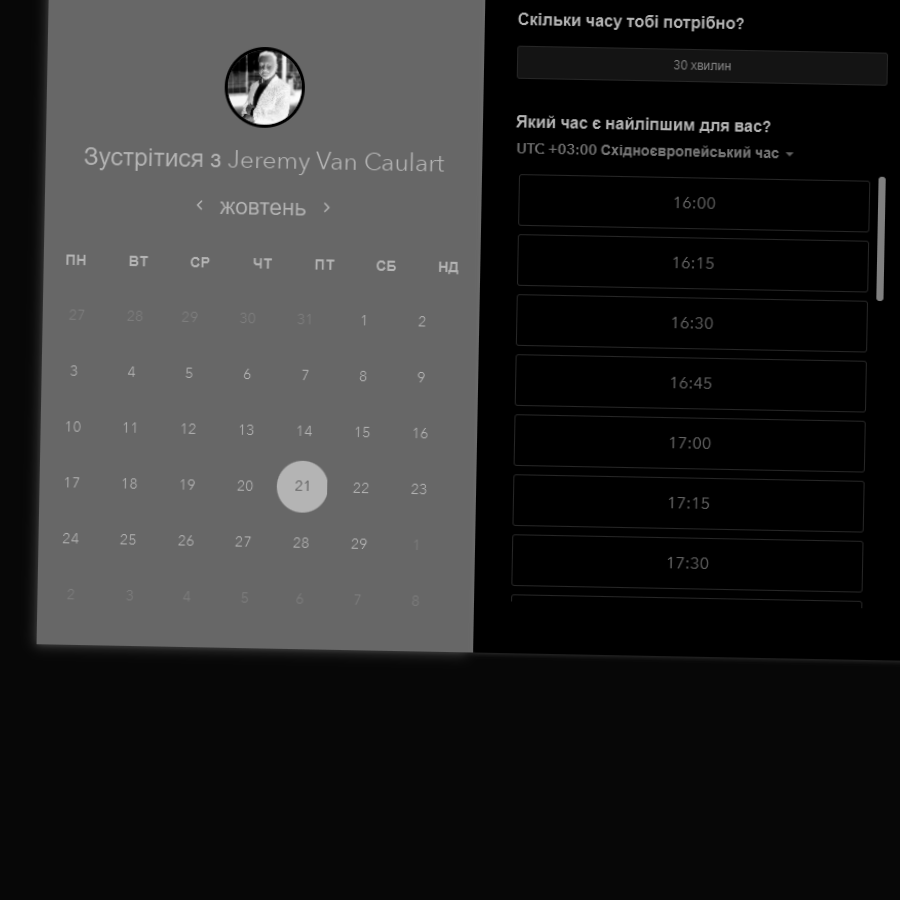 Зустрітися з Jeremy Van Caulart
жовтень
ПН ВТ СР ЧТ ПТ СБ НД
27 28 29 30 31 1 2
3 4 5 6 7 8 9
10 11 12 13 14 15 16
17 18 19 20 21 22 23
24 25 26 27 28 29 1
2 3 4 5 6 7 8
Скільки часу тобі потрібно?
30 хвилин
Який час є найліпшим для вас?
UTC +03:00 Східноєвропейський час
16:00
16:15
16:30
16:45
17:00
17:15
17:30